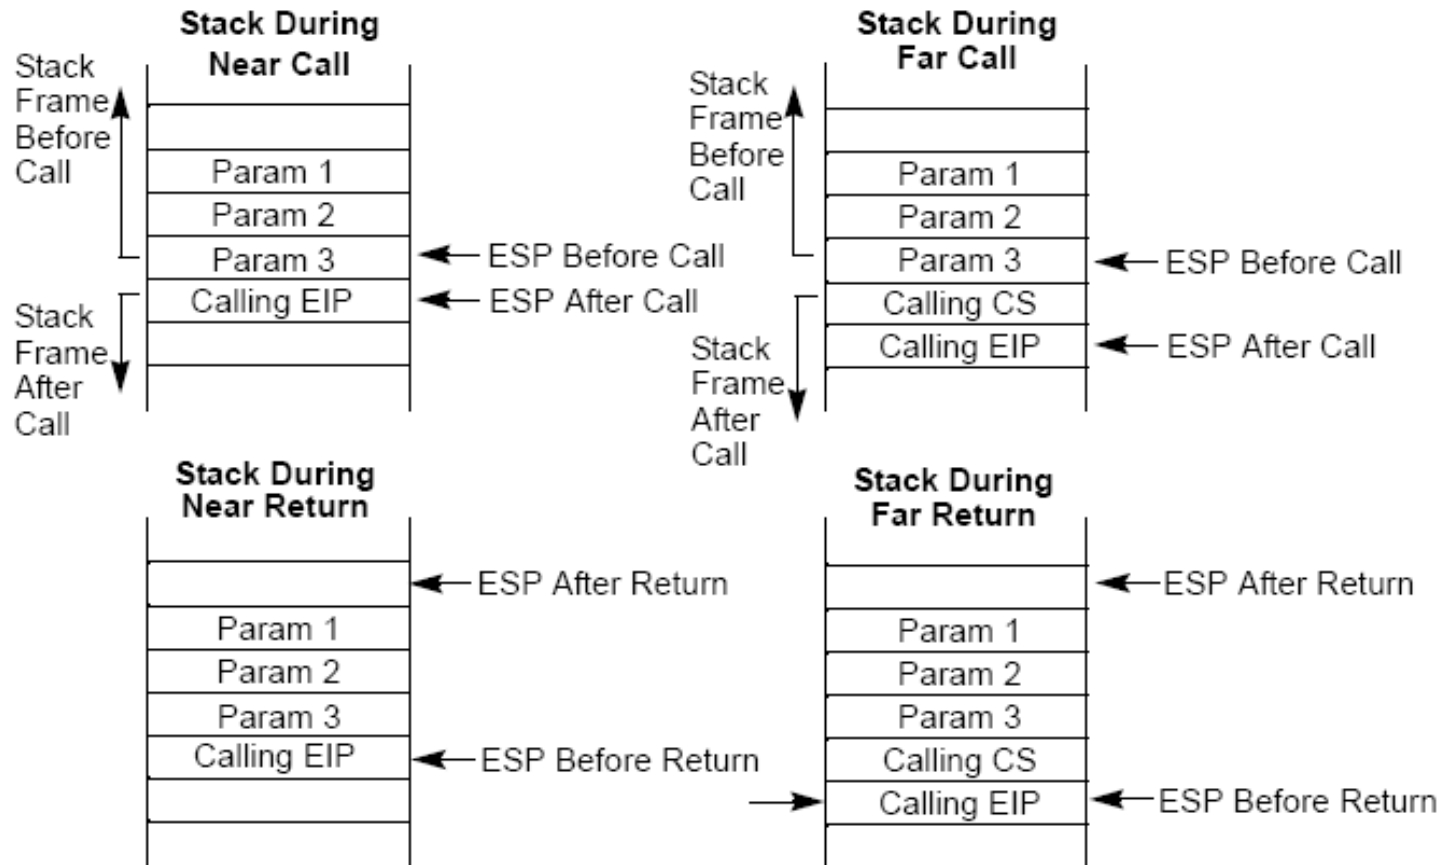 Stack During
Near Call
Stack
Frame
Before
Call
Param 1
Param 2
Param 3
ESP Before Call
Calling EIP
ESP After Call
Stack
Frame
After
Call
Stack During
Far Call
Stack
Frame
Before
Call
Param 1
Param 2
Param 3
ESP Before Call
Calling CS
Calling EIP
ESP After Call
Stack
Frame
After
Call
Stack During
Near Return
ESP After Return
Param 1
Param 2
Param 3
Calling EIP
ESP Before Return
Stack During
Far Return
ESP After Return
Param 1
Param 2
Param 3
Calling CS
Calling EIP
ESP Before Return